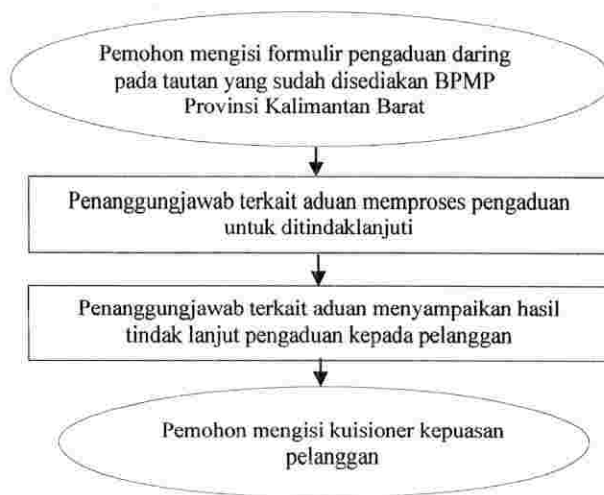 Pemohon mengisi formulir pengaduan daring
pada tautan yang sudah disediakan BPMP
Provinsi Kalimantan Barat
Penanggungjawab terkait aduan memproses pengaduan
untuk ditindaklanjuti
Penanggungjawab terkait aduan menyampaikan hasil
tindak lanjut pengaduan kepada pelanggan
Pemohon mengisi kuisioner kepuasan
pelanggan